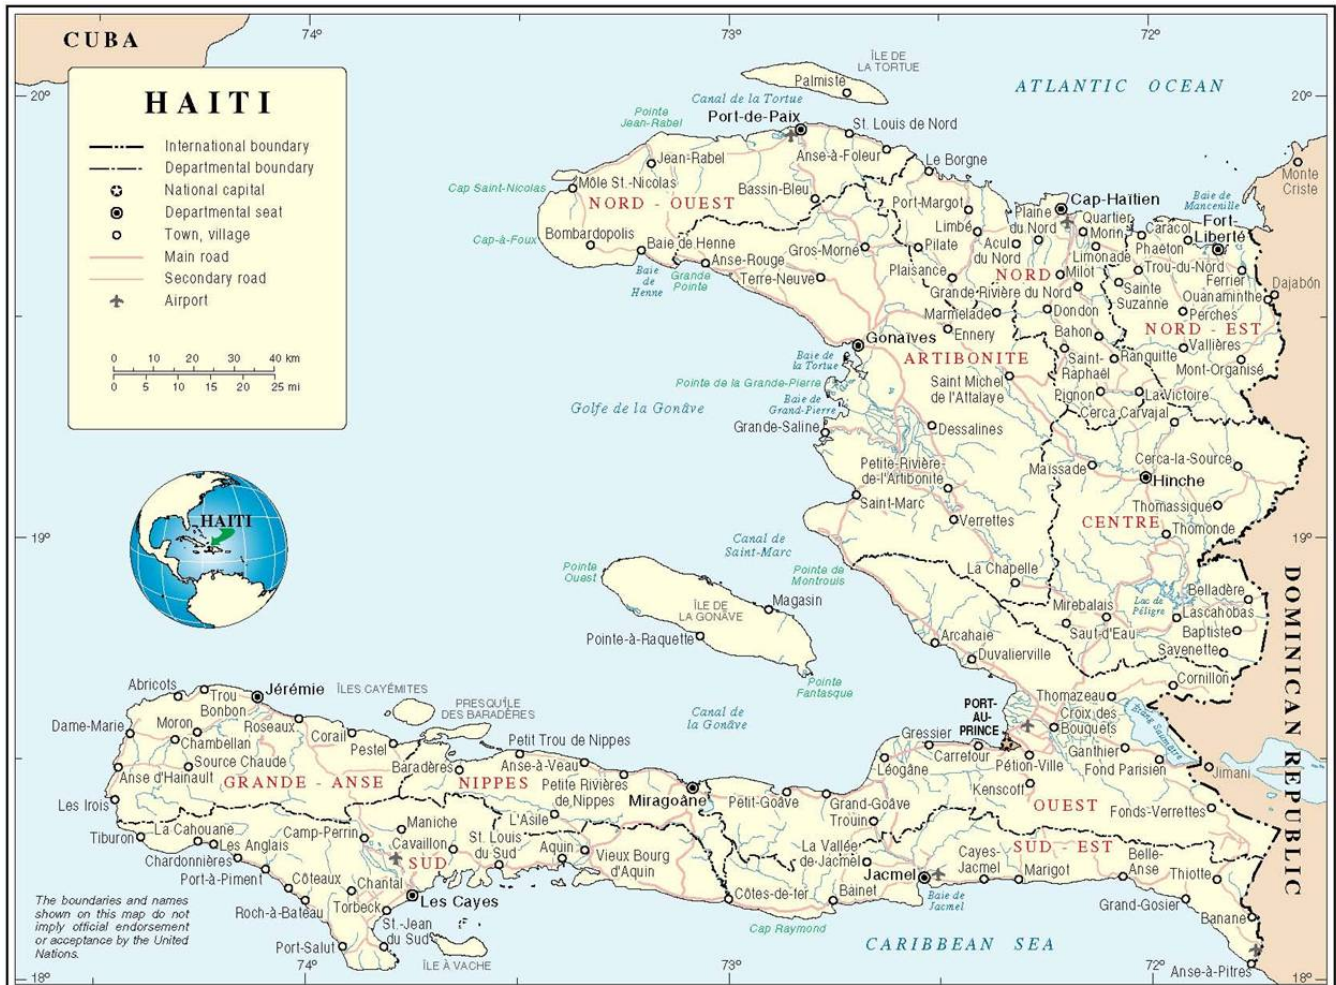 CUBA
74°
73°
72°
20°
20°
HAITI
International boundary
Departmental boundary
National capital
Departmental seat
Town, village
Main road
Secondary road
Airport
0 10 20 30 40 km
0 5 10 15 20 25 mi
HAITI
ÎLE DE
LA TORTUE
Palmiste
ATLANTIC OCEAN
Canal de la Tortue
Pointe
Jean-Rabel
Port-de-Paix
St. Louis de Nord
Anse-à-Foleur
Le Borgne
Jean-Rabel
Cap Saint-Nicolas
Môle St.-Nicolas
Bassin-Bleu
NORD - OUEST
Port-Margot
Cap-Haïtien
Monte
Criste
Baie de
Mancenille
Plaine
du Nord
Quartier
Morin
Caracol
Fort-
Liberté
Limbé
Cap-à-Foux
Bombardopolis
Baie de Henne
Baie
de
Henne
Anse-Rouge
Grande
Pointe
Gros-Morne
Pilate
Acul
du Nord
Limonade
Phaëton
Terre-Neuve
Plaisance
NORD
Milot
Trou-du-Nord
Ferrier
Dajabón
Grande Rivière du Nord
Sainte
Suzanne
Ouanaminthe
Marmelade
Dondon
Perches
NORD - EST
Ennery
Bahon
Gonaïves
Vallières
Baie de
la Tortue
ARTIBONITE
Saint-
Raphaël
Ranquitte
Mont-Organisé
Pointe de la Grande-Pierre
Saint Michel
de l'Attalaye
Pignon
La Victoire
Baie de
Grand-Pierre
Golfe de la Gonâve
Cerca Carvajal
Grande-Saline
Dessalines
Petite-Rivière-
de-l'Artibonite
Maissade
Cerca-la-Source
Hinche
Saint-Marc
Thomassique
Verrettes
CENTRE
Thomonde
19°
19°
Canal de
Saint-Marc
Pointe
Ouest
Pointe de
Montrouis
La Chapelle
Belladère
Lac de
Péligre
Lascahobas
Magasin
ÎLE DE
LA GONÂVE
Mirebalais
Saut-d'Eau
Baptiste
Pointe-à-Raquette
Arcahaie
Duvalierville
Savenette
Pointe
Fantasque
Cornillon
Thomazeau
DOMINICAN REPUBLIC
Abricots
Trou
Bonbon
Jérémie
ÎLES CAYÉMITES
PRESQU'ÎLE
DES BARADÈRES
Canal de
la Gonâve
PORT-
AU-
PRINCE
Croix des
Bouquets
Etang Saumatre
Dame-Marie
Moron
Roseaux
Corail
Pestel
Petit Trou de Nippes
Gressier
Carrefour
Pétion-Ville
Ganthier
Fond Parisien
Jimani
Chambellan
Source Chaude
Anse d'Hainault
Baradères
Anse-à-Veau
Léogâne
Kenscoff
GRANDE - ANSE
NIPPES
Petite Rivières
de Nippes
Miragoâne
Petit-Goâve
Grand-Goâve
OUEST
Fonds-Verrettes
Les Irois
L'Asile
Trouin
Tiburon
La Cahouane
Les Anglais
Camp-Perrin
Maniche
Cavaillon
St. Louis
du Sud
Aquin
Vieux Bourg
d'Aquin
La Vallée
de Jacmel
SUD - EST
Chardonnières
Port-à-Piment
SUD
Jacmel
Cayes-
Jacmel
Marigot
Belle-
Anse
Thiotte
Côteaux
Chantal
Les Cayes
Côtes-de-fer
Bainet
Baie de
Jacmel
Grand-Gosier
Roch-à-Bateau
Torbeck
Cap Raymond
Banane
Port-Salut
St.-Jean
du Sud
ÎLE À VACHE
CARIBBEAN SEA
Anse-à-Pitres
The boundaries and names
shown on this map do not
imply official endorsement
or acceptance by the United
Nations.
18°
74°
73°
72°
18°